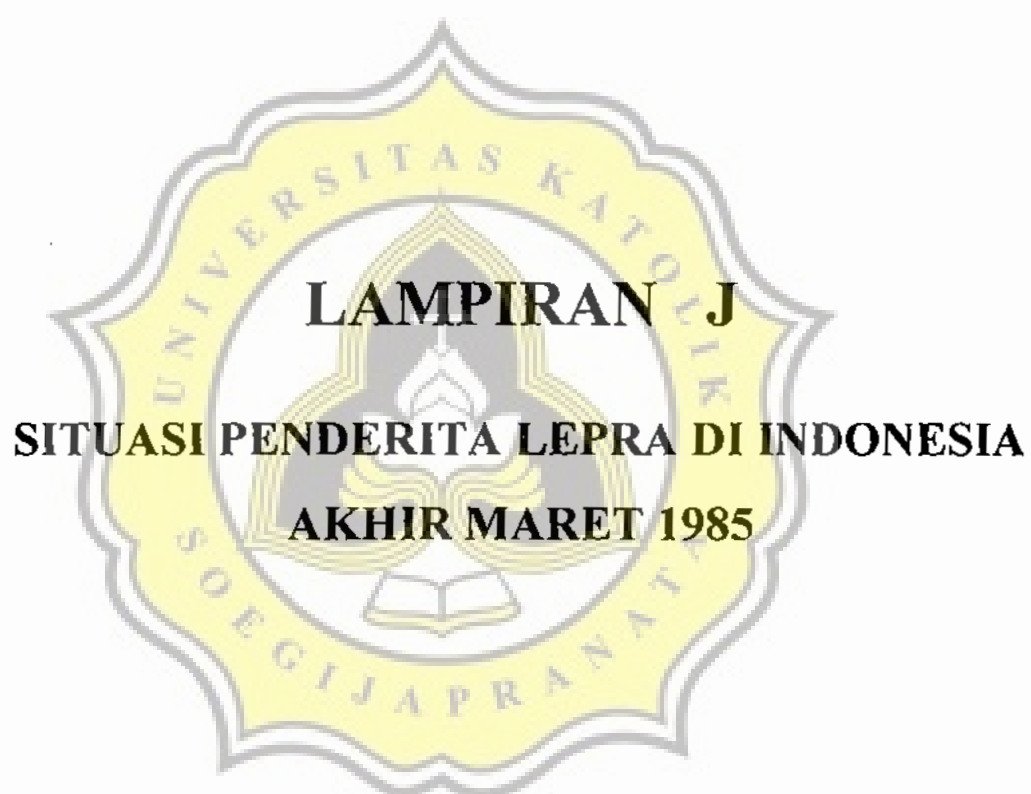 UNIVERSITAS KATOLIK
LAMPIRAN J
SITUASI PENDERITA LEPRA DI INDONESIA
AKHIR MARET 1985
SOEGIJAPRANATA